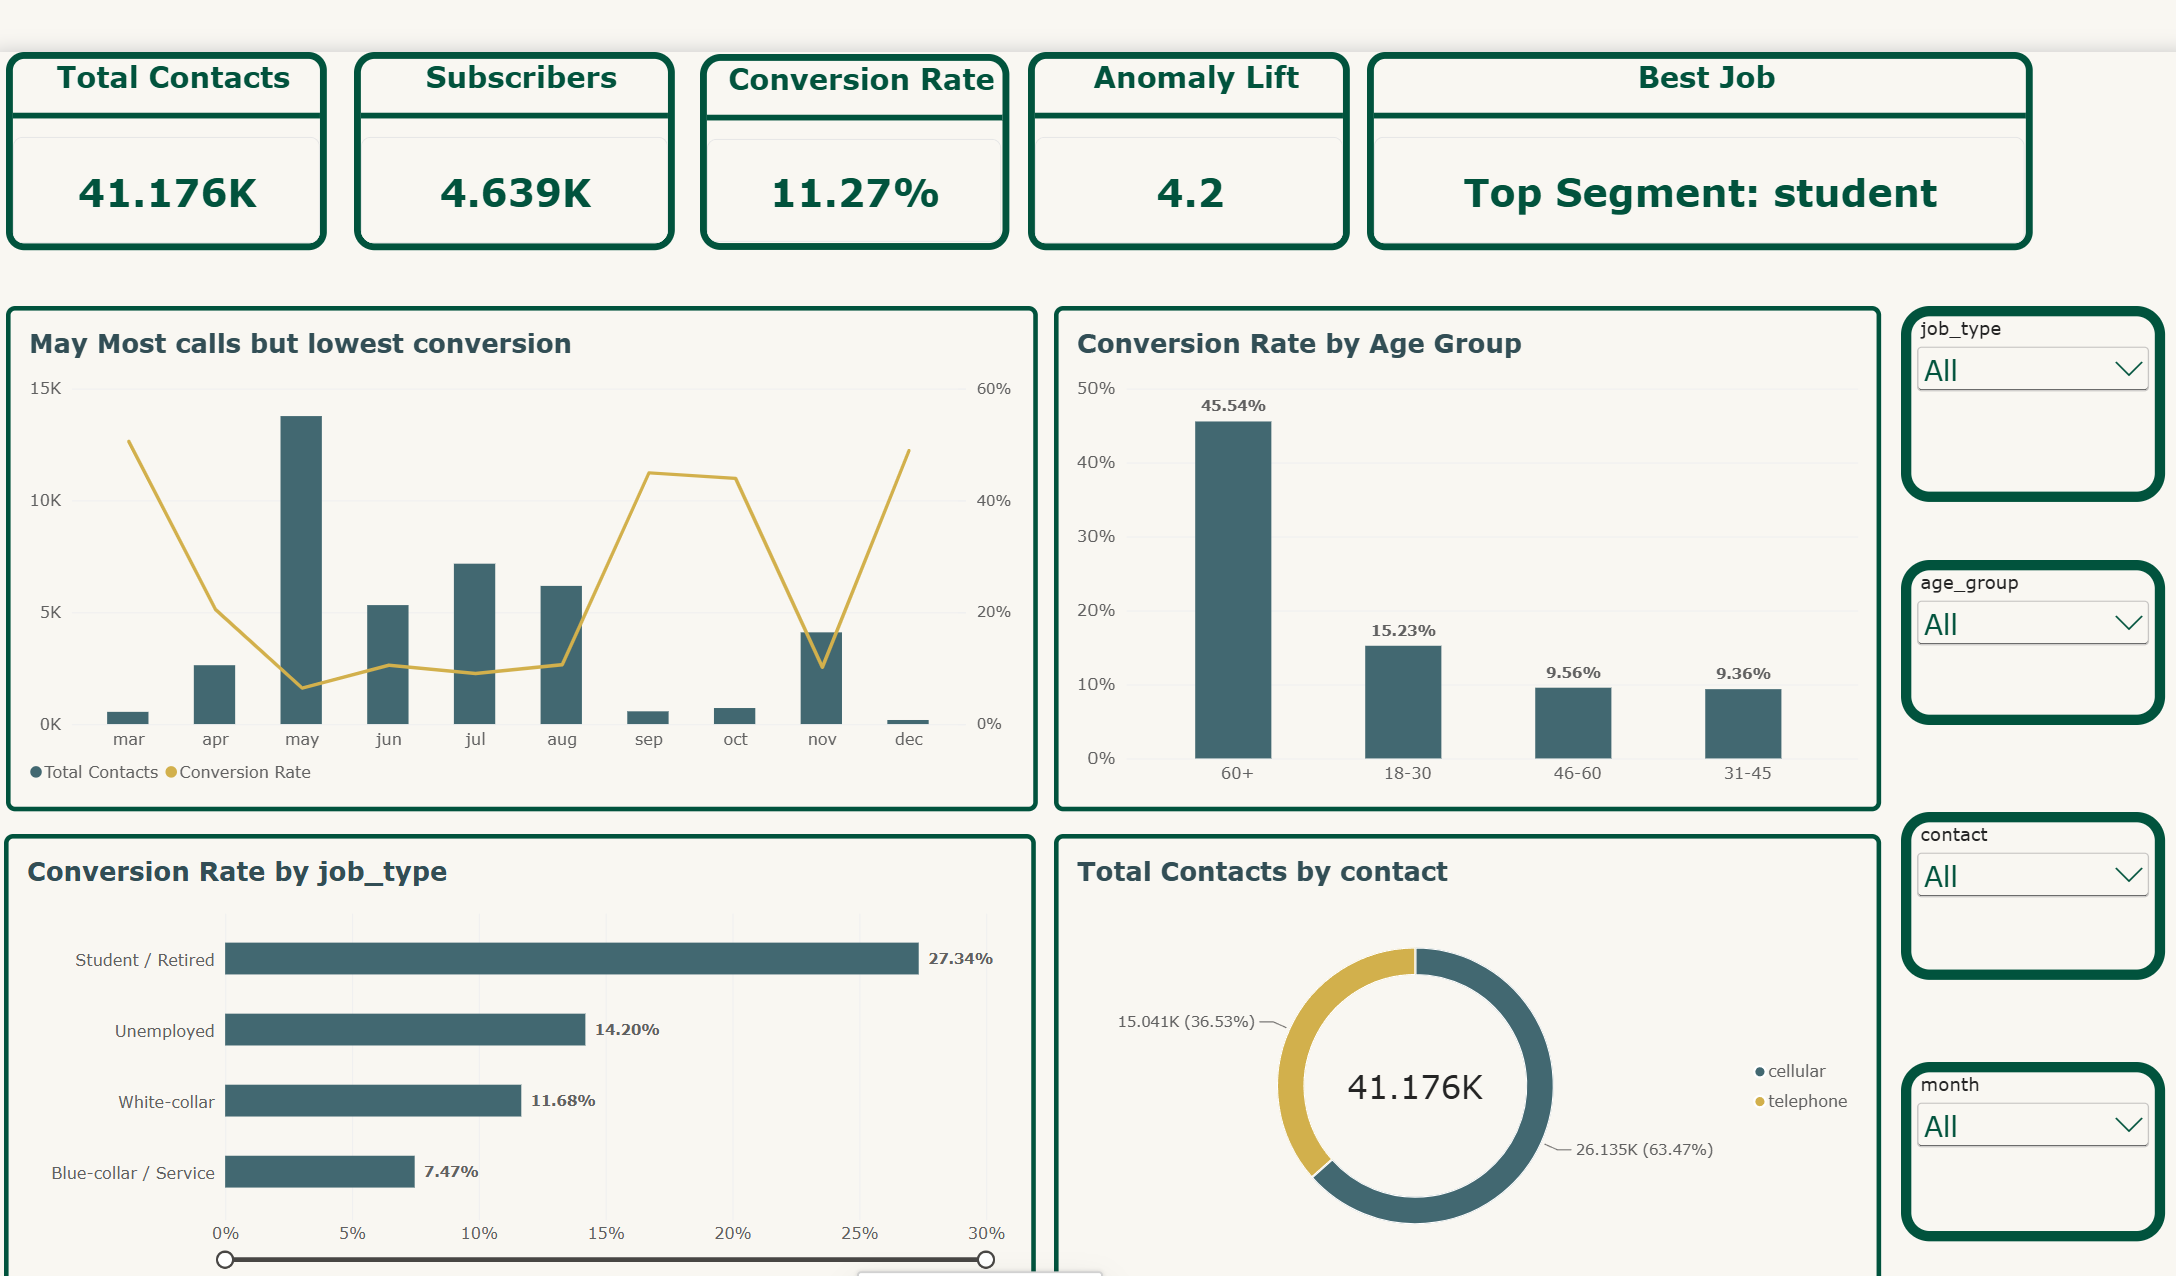 Total Contacts
41.176K
Subscribers
4.639K
Conversion Rate
11.27%
Anomaly Lift
4.2
Best Job
Top Segment: student
May Most calls but lowest conversion
15K
10K
5K
0K
60%
40%
20%
0%
mar apr may jun jul aug sep oct nov dec
Total Contacts Conversion Rate
Conversion Rate by Age Group
50%
40%
30%
20%
10%
0%
45.54%
15.23%
9.56%
9.36%
60+ 18-30 46-60 31-45
job_type
All
age_group
All
contact
All
month
All
Conversion Rate by job_type
Student / Retired 27.34%
Unemployed 14.20%
White-collar 11.68%
Blue-collar / Service 7.47%
0% 5% 10% 15% 20% 25% 30%
Total Contacts by contact
15.041K (36.53%)
41.176K
26.135K (63.47%)
cellular
telephone